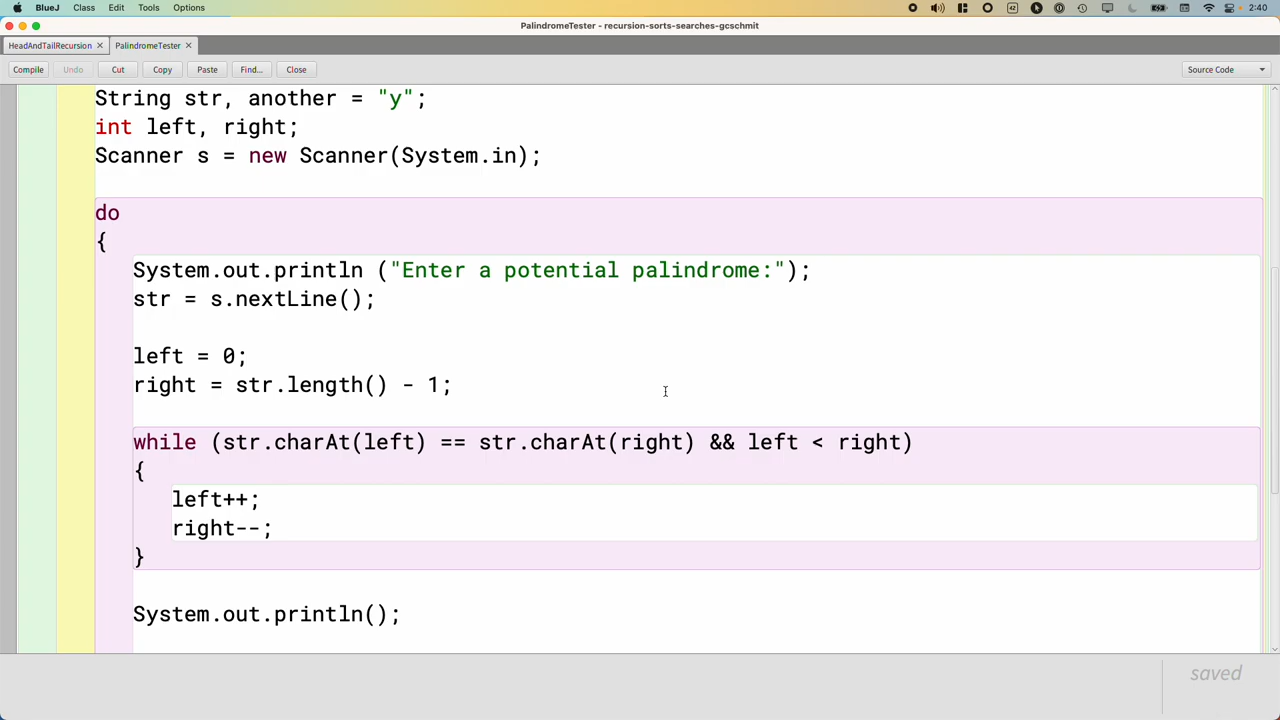 BlueJ Class Edit Tools Options 42 2:40
PalindromeTester - recursion-sorts-searches-gcschmit
HeadAndTailRecursion × PalindromeTester ×
Compile Undo Cut Copy Paste Find... Close Source Code
String str, another = "y";
int left, right;
Scanner s = new Scanner(System.in);
do
{
System.out.println ("Enter a potential palindrome:");
str = s.nextLine();
left = 0;
right = str.length() - 1;
while (str.charAt(left) == str.charAt(right) && left < right)
{
left++;
right--;
}
System.out.println();
saved